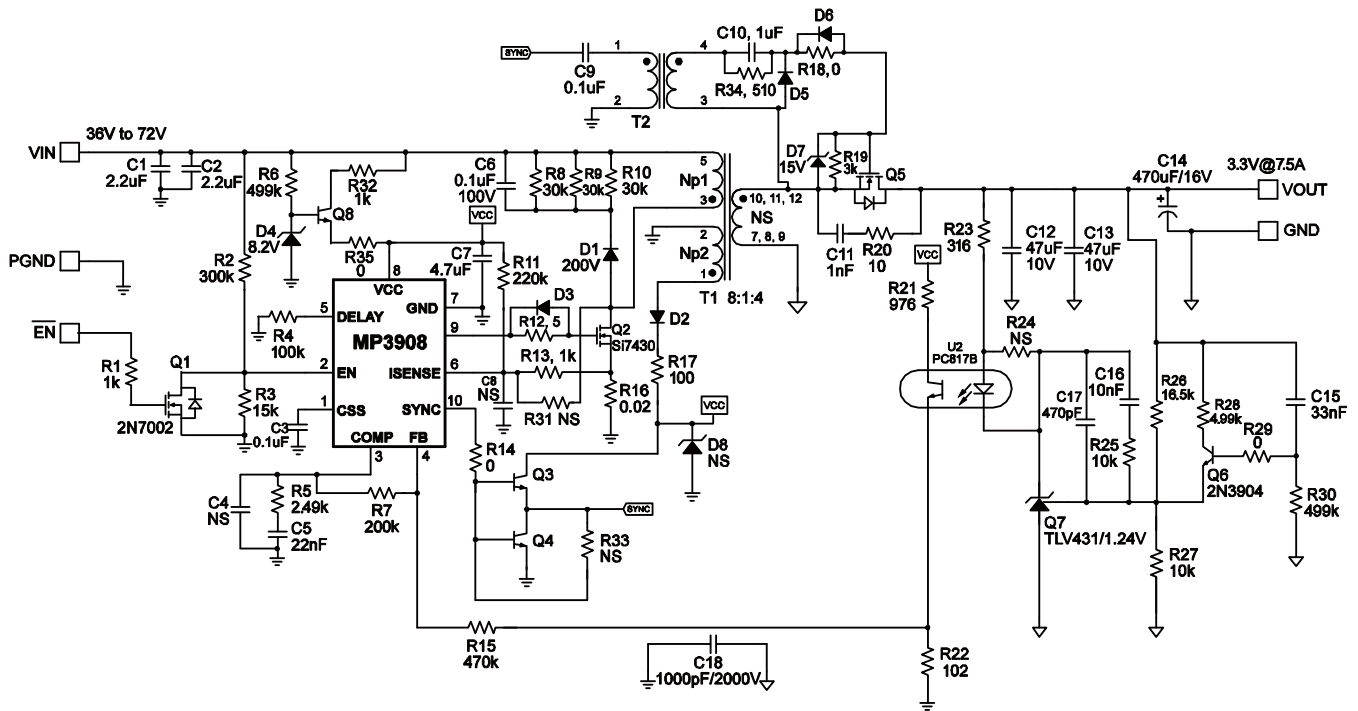 D6
C10, 1uF
1
4
SYNC
C9
0.1uF
R18, 0
R34, 510
D5
2
3
T2
36V to 72V
VIN
C1
2.2uF
C2
2.2uF
R6
499k
R32
1k
C6
0.1uF
100V
R8
30k
R9
30k
R10
30k
5
Np1
3
10, 11, 12
NS
7, 8, 9
2
Np2
1
T1 8:1:4
D7
15V
R19
3k
Q5
C14
470uF/16V
+
3.3V@7.5A
VOUT
GND
Q8
D4
8.2V
R35
0
VCC
C7
4.7uF
R11
220k
D1
200V
R2
300k
PGND
C11
1nF
R20
10
R23
316
C12
47uF
10V
C13
47uF
10V
VCC
R21
976
8
VCC
7
GND
5
DELAY
MP3908
9
R4
100k
D3
R12, 5
Q2
Si7430
D2
EN
R1
1k
Q1
2N7002
2
EN
ISENSE
6
R13, 1k
C8
NS
R31 NS
R16
0.02
R17
100
R3
15k
1
CSS
SYNC
10
C3
0.1uF
COMP
FB
3
4
R14
0
VCC
D8
NS
U2
PC817B
R24
NS
C17
470pF
C16
10nF
R25
10k
R26
16.5k
R28
4.99k
R29
0
C15
33nF
Q6
2N3904
R30
499k
Q7
TLV431/1.24V
R27
10k
C4
NS
R5
2.49k
C5
22nF
R7
200k
Q3
SYNC
Q4
R33
NS
R15
470k
C18
1000pF/2000V
R22
102